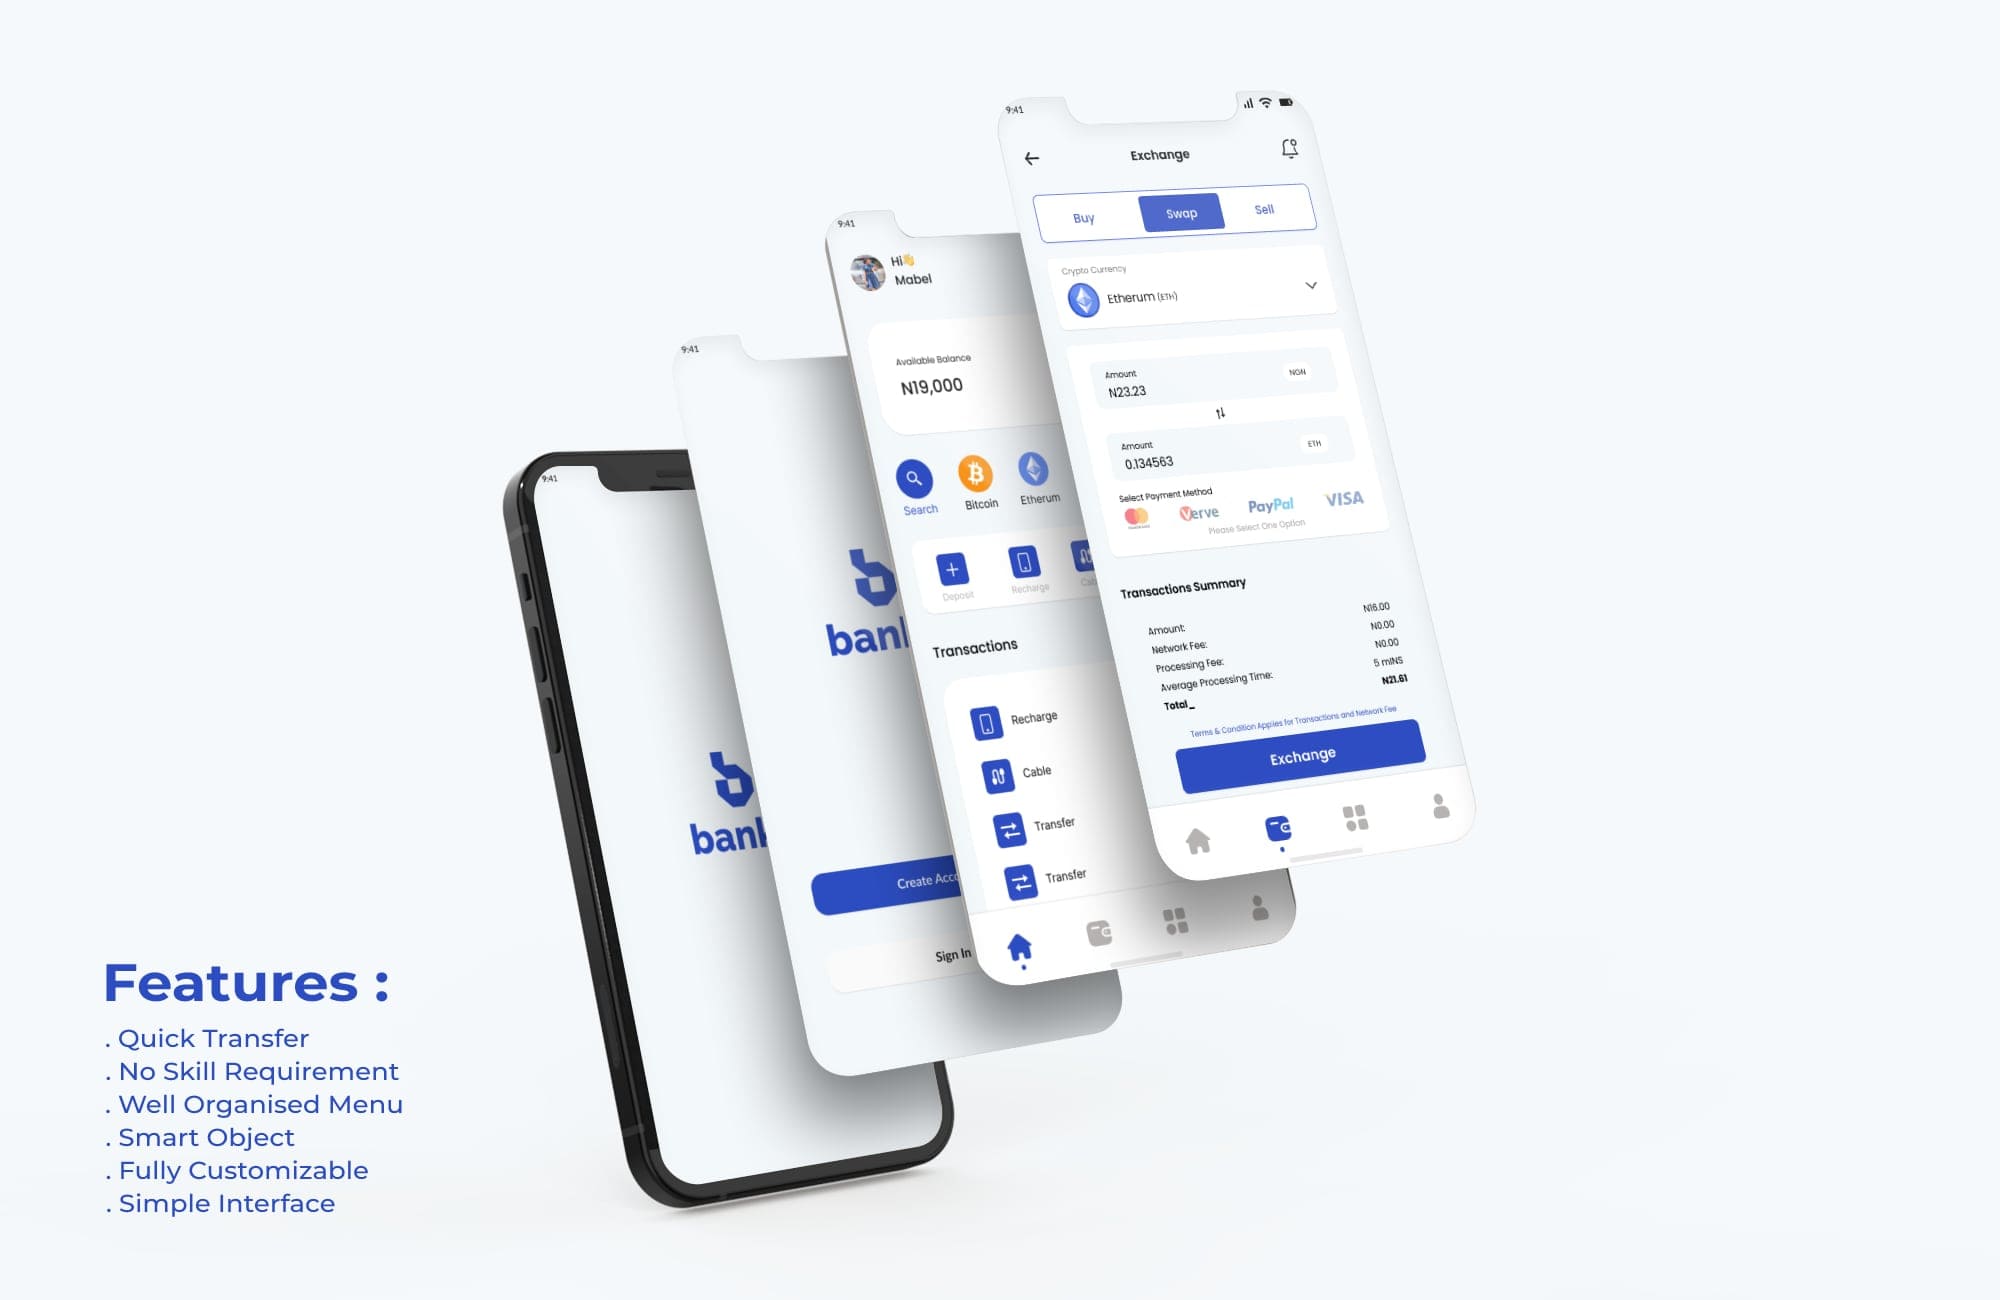 9:41
Exchange
Buy
Swap
Sell
Crypto Currency
Etherum (ETH)
Amount
N23.23
NGN
Amount
0.134563
ETH
Select Payment Method
Verve
PayPal
VISA
Please Select One Option
Transactions Summary
Amount: N16.00
Network Fee: N0.00
Processing Fee: N0.00
Average Processing Time: 5 mINS
Total_ N21.61
Terms & Condition Applies for Transactions and Network Fee
Exchange
9:41
Hi👋
Mabel
Available Balance
N19,000
Search
Bitcoin
Etherum
Deposit
Recharge
Transactions
Recharge
Cable
Transfer
Transfer
9:41
bank
Create Acc
Sign In
9:41
bank
Features :
. Quick Transfer
. No Skill Requirement
. Well Organised Menu
. Smart Object
. Fully Customizable
. Simple Interface